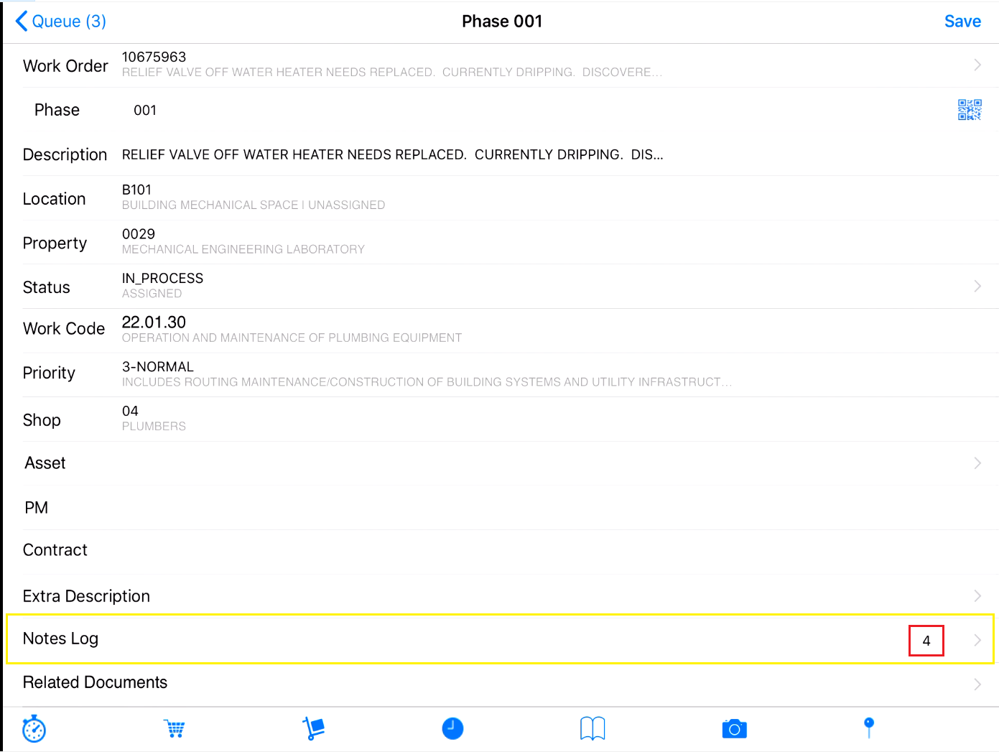 Queue (3)
Phase 001
Save
Work Order
10675963
RELIEF VALVE OFF WATER HEATER NEEDS REPLACED.  CURRENTLY DRIPPING.  DISCOVERE...
Phase
001
Description
RELIEF VALVE OFF WATER HEATER NEEDS REPLACED.  CURRENTLY DRIPPING.  DIS...
Location
B101
BUILDING MECHANICAL SPACE | UNASSIGNED
Property
0029
MECHANICAL ENGINEERING LABORATORY
Status
IN_PROCESS
ASSIGNED
Work Code
22.01.30
OPERATION AND MAINTENANCE OF PLUMBING EQUIPMENT
Priority
3-NORMAL
INCLUDES ROUTING MAINTENANCE/CONSTRUCTION OF BUILDING SYSTEMS AND UTILITY INFRASTRUCT...
Shop
04
PLUMBERS
Asset
PM
Contract
Extra Description
Notes Log
4
Related Documents